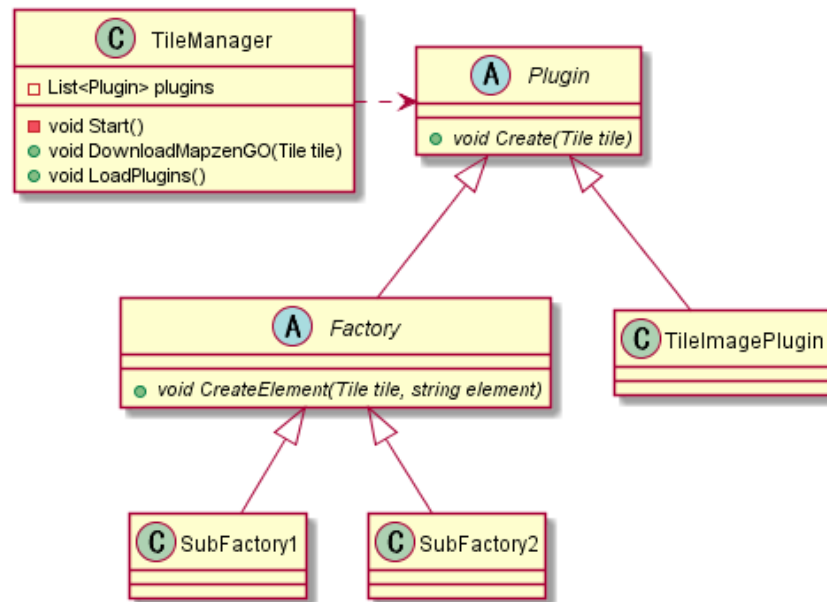 C TileManager
List<Plugin> plugins
void Start()
void DownloadMapzenGO(Tile tile)
void LoadPlugins()
A Plugin
void Create(Tile tile)
A Factory
void CreateElement(Tile tile, string element)
C TileImagePlugin
C SubFactory1
C SubFactory2